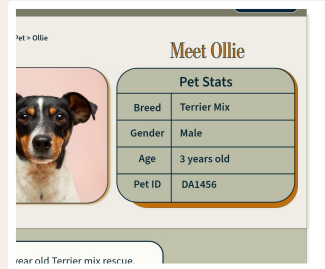 Pet > Ollie
Meet Ollie
Pet Stats
Breed Terrier Mix
Gender Male
Age 3 years old
Pet ID DA1456
year old Terrier mix rescue.